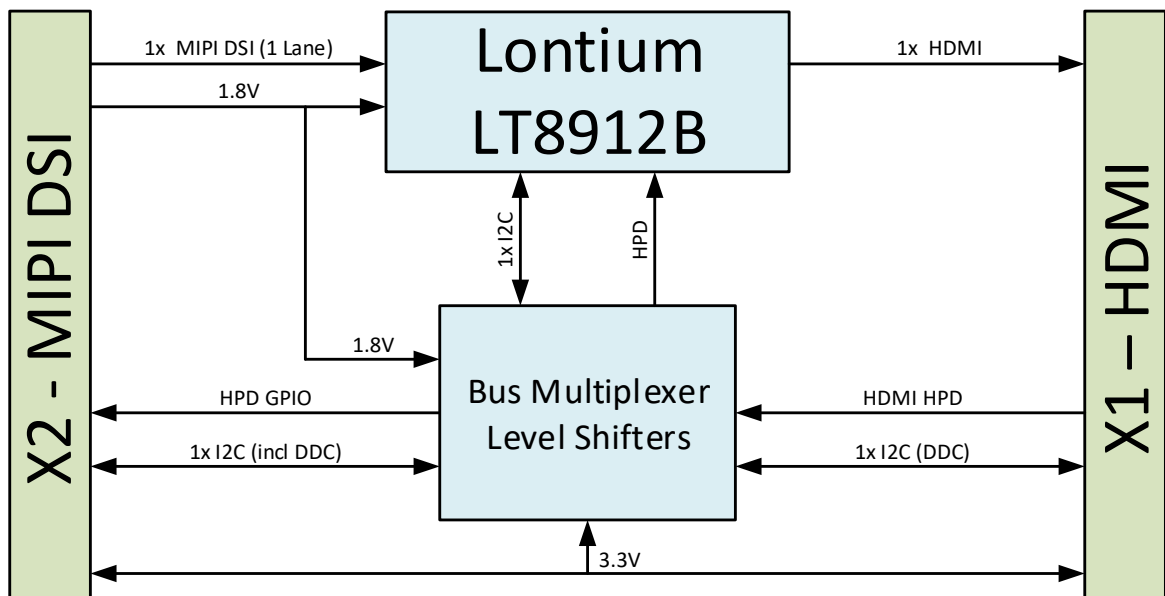 X2 - MIPI DSI
1x  MIPI DSI (1 Lane)
1.8V
Lontium
LT8912B
1x  HDMI
X1 – HDMI
1x I2C
HPD
1.8V
HPD GPIO
1x I2C (incl DDC)
Bus Multiplexer
Level Shifters
HDMI HPD
1x I2C (DDC)
3.3V